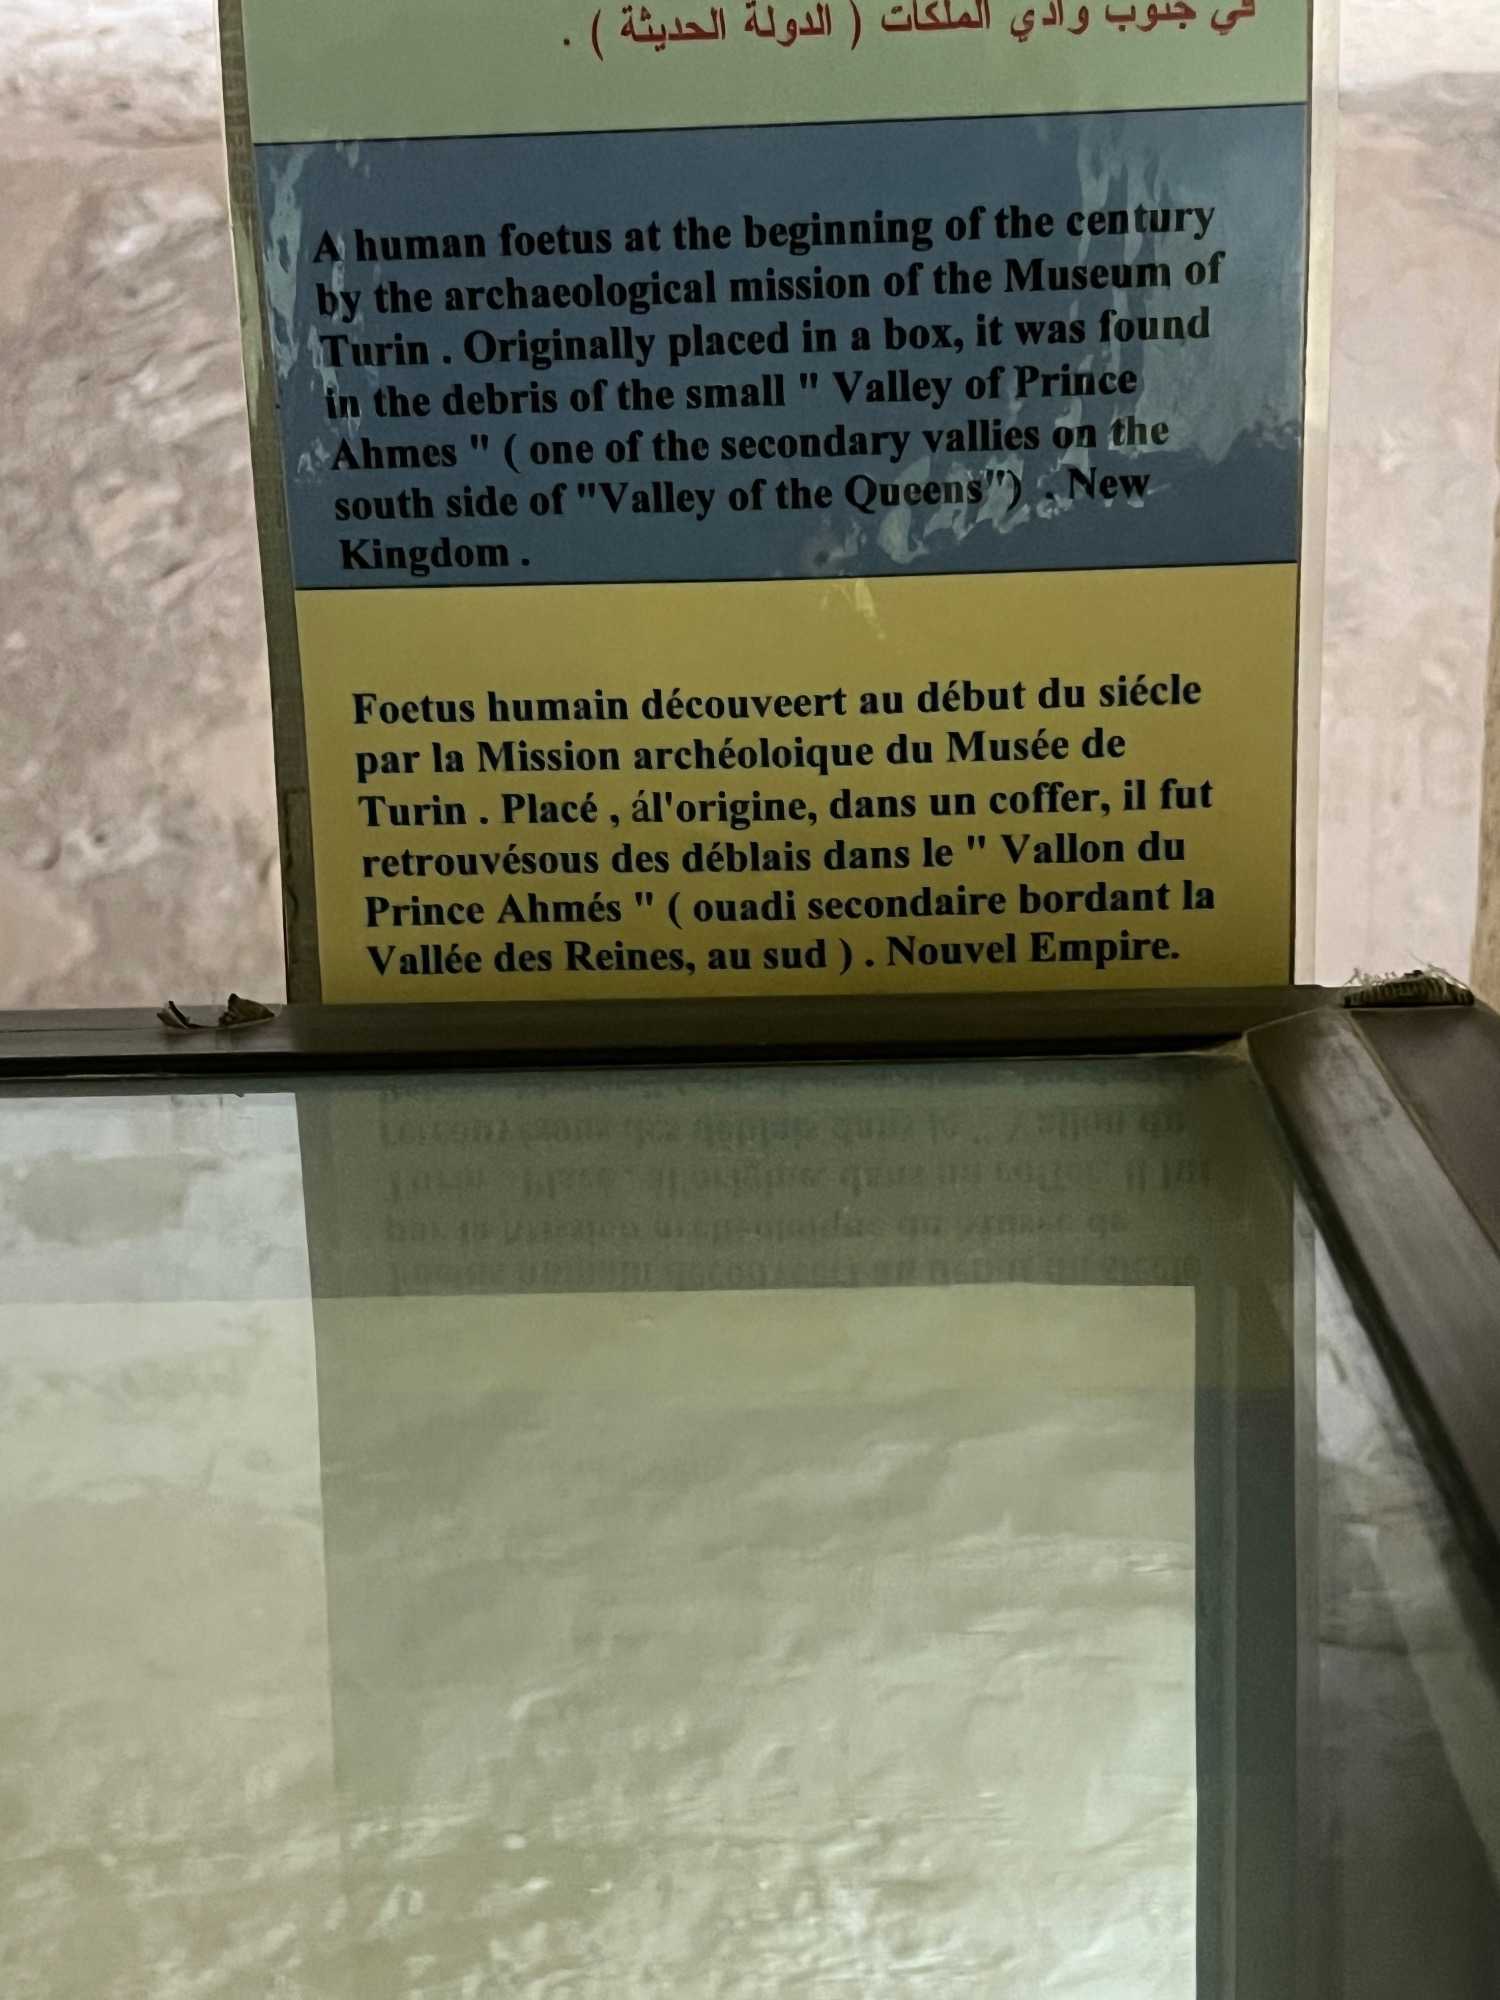 في جنوب وادي الملكات ( الدولة الحديثة ) .
A human foetus at the beginning of the century
by the archaeological mission of the Museum of
Turin . Originally placed in a box, it was found
in the debris of the small " Valley of Prince
Ahmes " ( one of the secondary vallies on the
south side of "Valley of the Queens") . New
Kingdom .
Foetus humain découveert au début du siécle
par la Mission archéoloique du Musée de
Turin . Placé , ál'origine, dans un coffer, il fut
retrouvésous des déblais dans le " Vallon du
Prince Ahmés " ( ouadi secondaire bordant la
Vallée des Reines, au sud ) . Nouvel Empire.